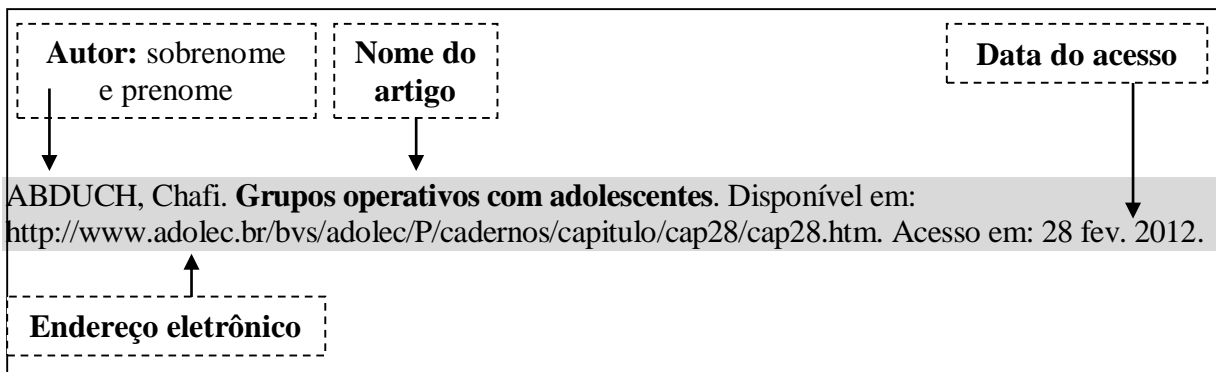 Autor: sobrenome
e prenome
Nome do
artigo
Data do acesso
ABDUCH, Chafi. Grupos operativos com adolescentes. Disponível em:
http://www.adolec.br/bvs/adolec/P/cadernos/capitulo/cap28/cap28.htm. Acesso em: 28 fev. 2012.
Endereço eletrônico